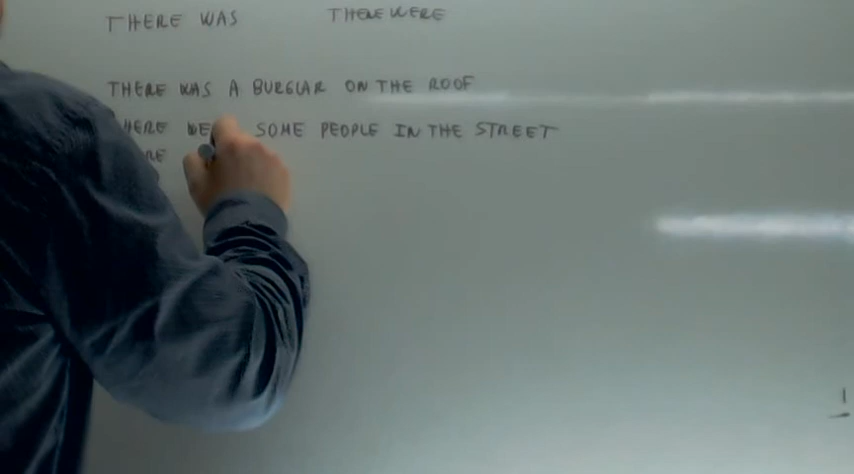 THERE WAS THERE WERE
THERE WAS A BURGLAR ON THE ROOF
SOME PEOPLE IN THE STREET